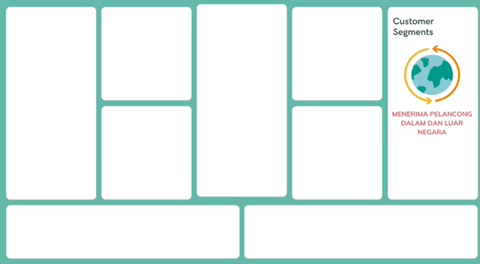 Customer
Segments
MENERIMA PELANCONG
DALAM DAN LUAR
NEGARA